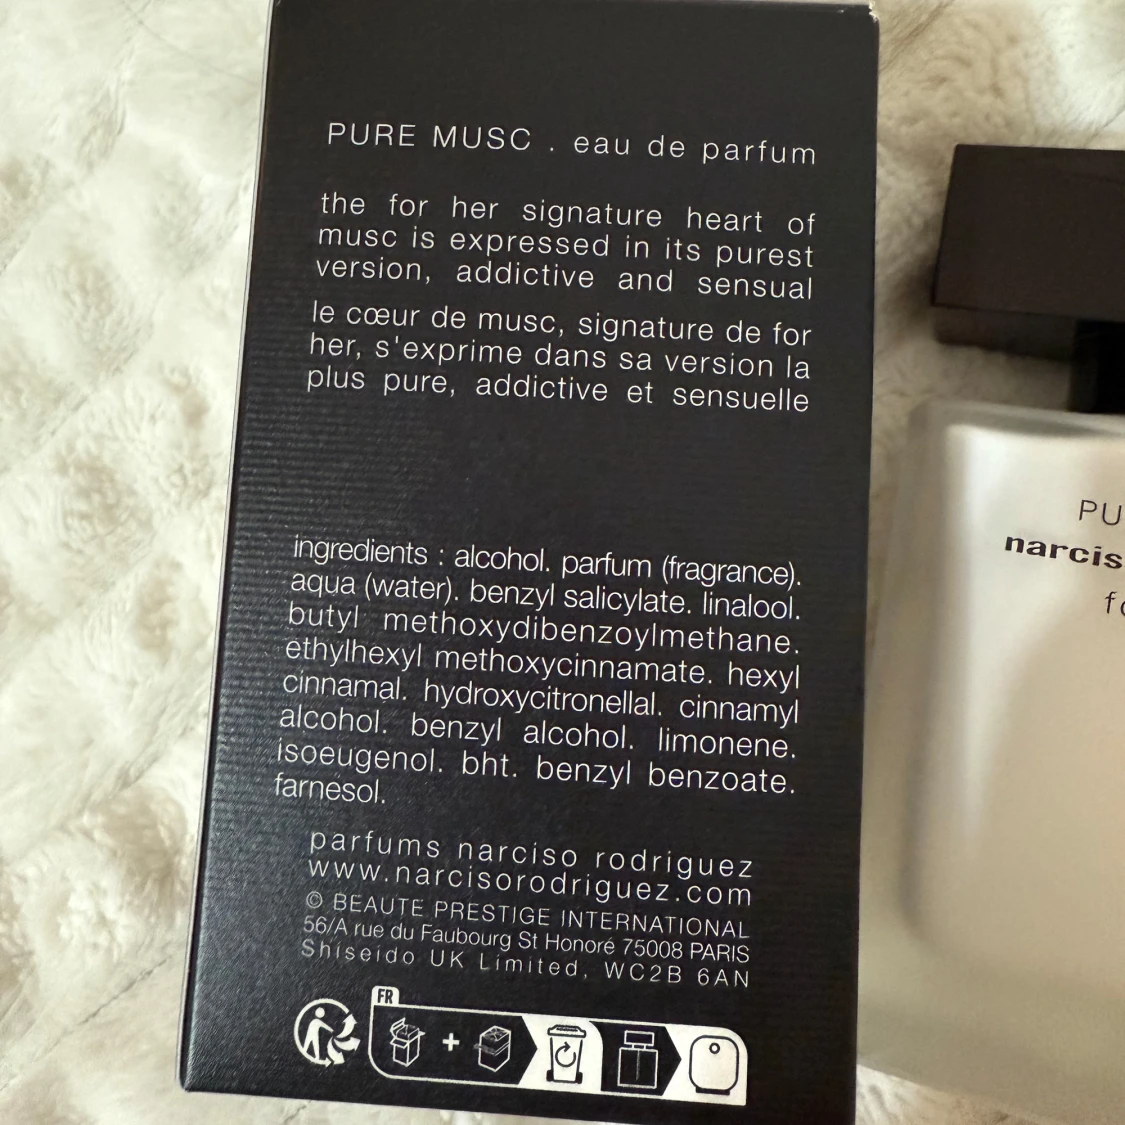 PURE MUSC . eau de parfum
the for her signature heart of
musc is expressed in its purest
version, addictive and sensual
le cœur de musc, signature de for
her, s'exprime dans sa version la
plus pure, addictive et sensuelle
ingredients : alcohol. parfum (fragrance).
aqua (water). benzyl salicylate. linalool.
butyl methoxydibenzoylmethane.
ethylhexyl methoxycinnamate. hexyl
cinnamal. hydroxycitronellal. cinnamyl
alcohol. benzyl alcohol. limonene.
isoeugenol. bht. benzyl benzoate.
farnesol.
parfums narciso rodriguez
www.narcisorodriguez.com
© BEAUTE PRESTIGE INTERNATIONAL
56/A rue du Faubourg St Honoré 75008 PARIS
Shiseido UK Limited, WC2B 6AN
FR
PU
narcis
fo